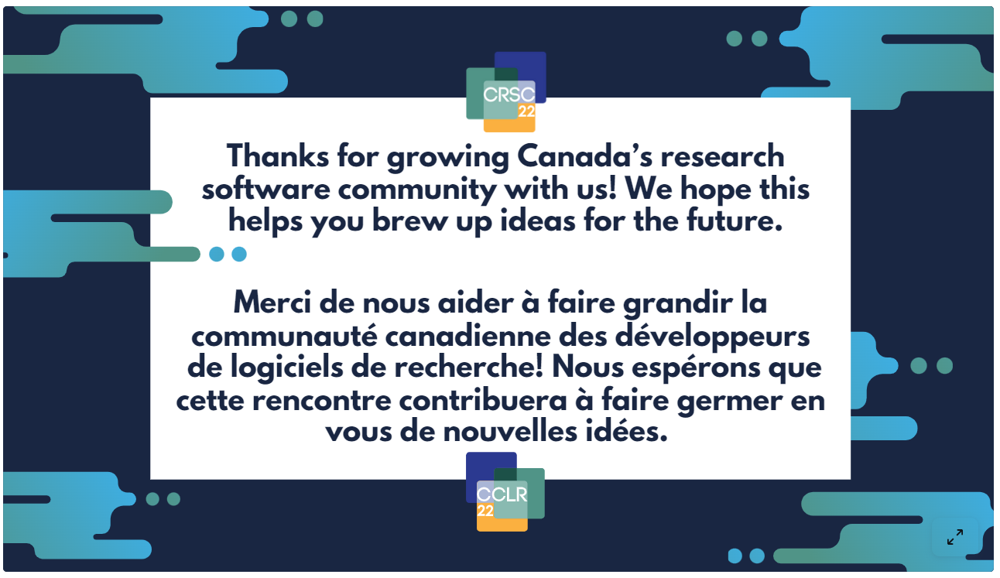 CRSC
22
Thanks for growing Canada’s research
software community with us! We hope this
helps you brew up ideas for the future.
Merci de nous aider à faire grandir la
communauté canadienne des développeurs
de logiciels de recherche! Nous espérons que
cette rencontre contribuera à faire germer en
vous de nouvelles idées.
CCLR
22